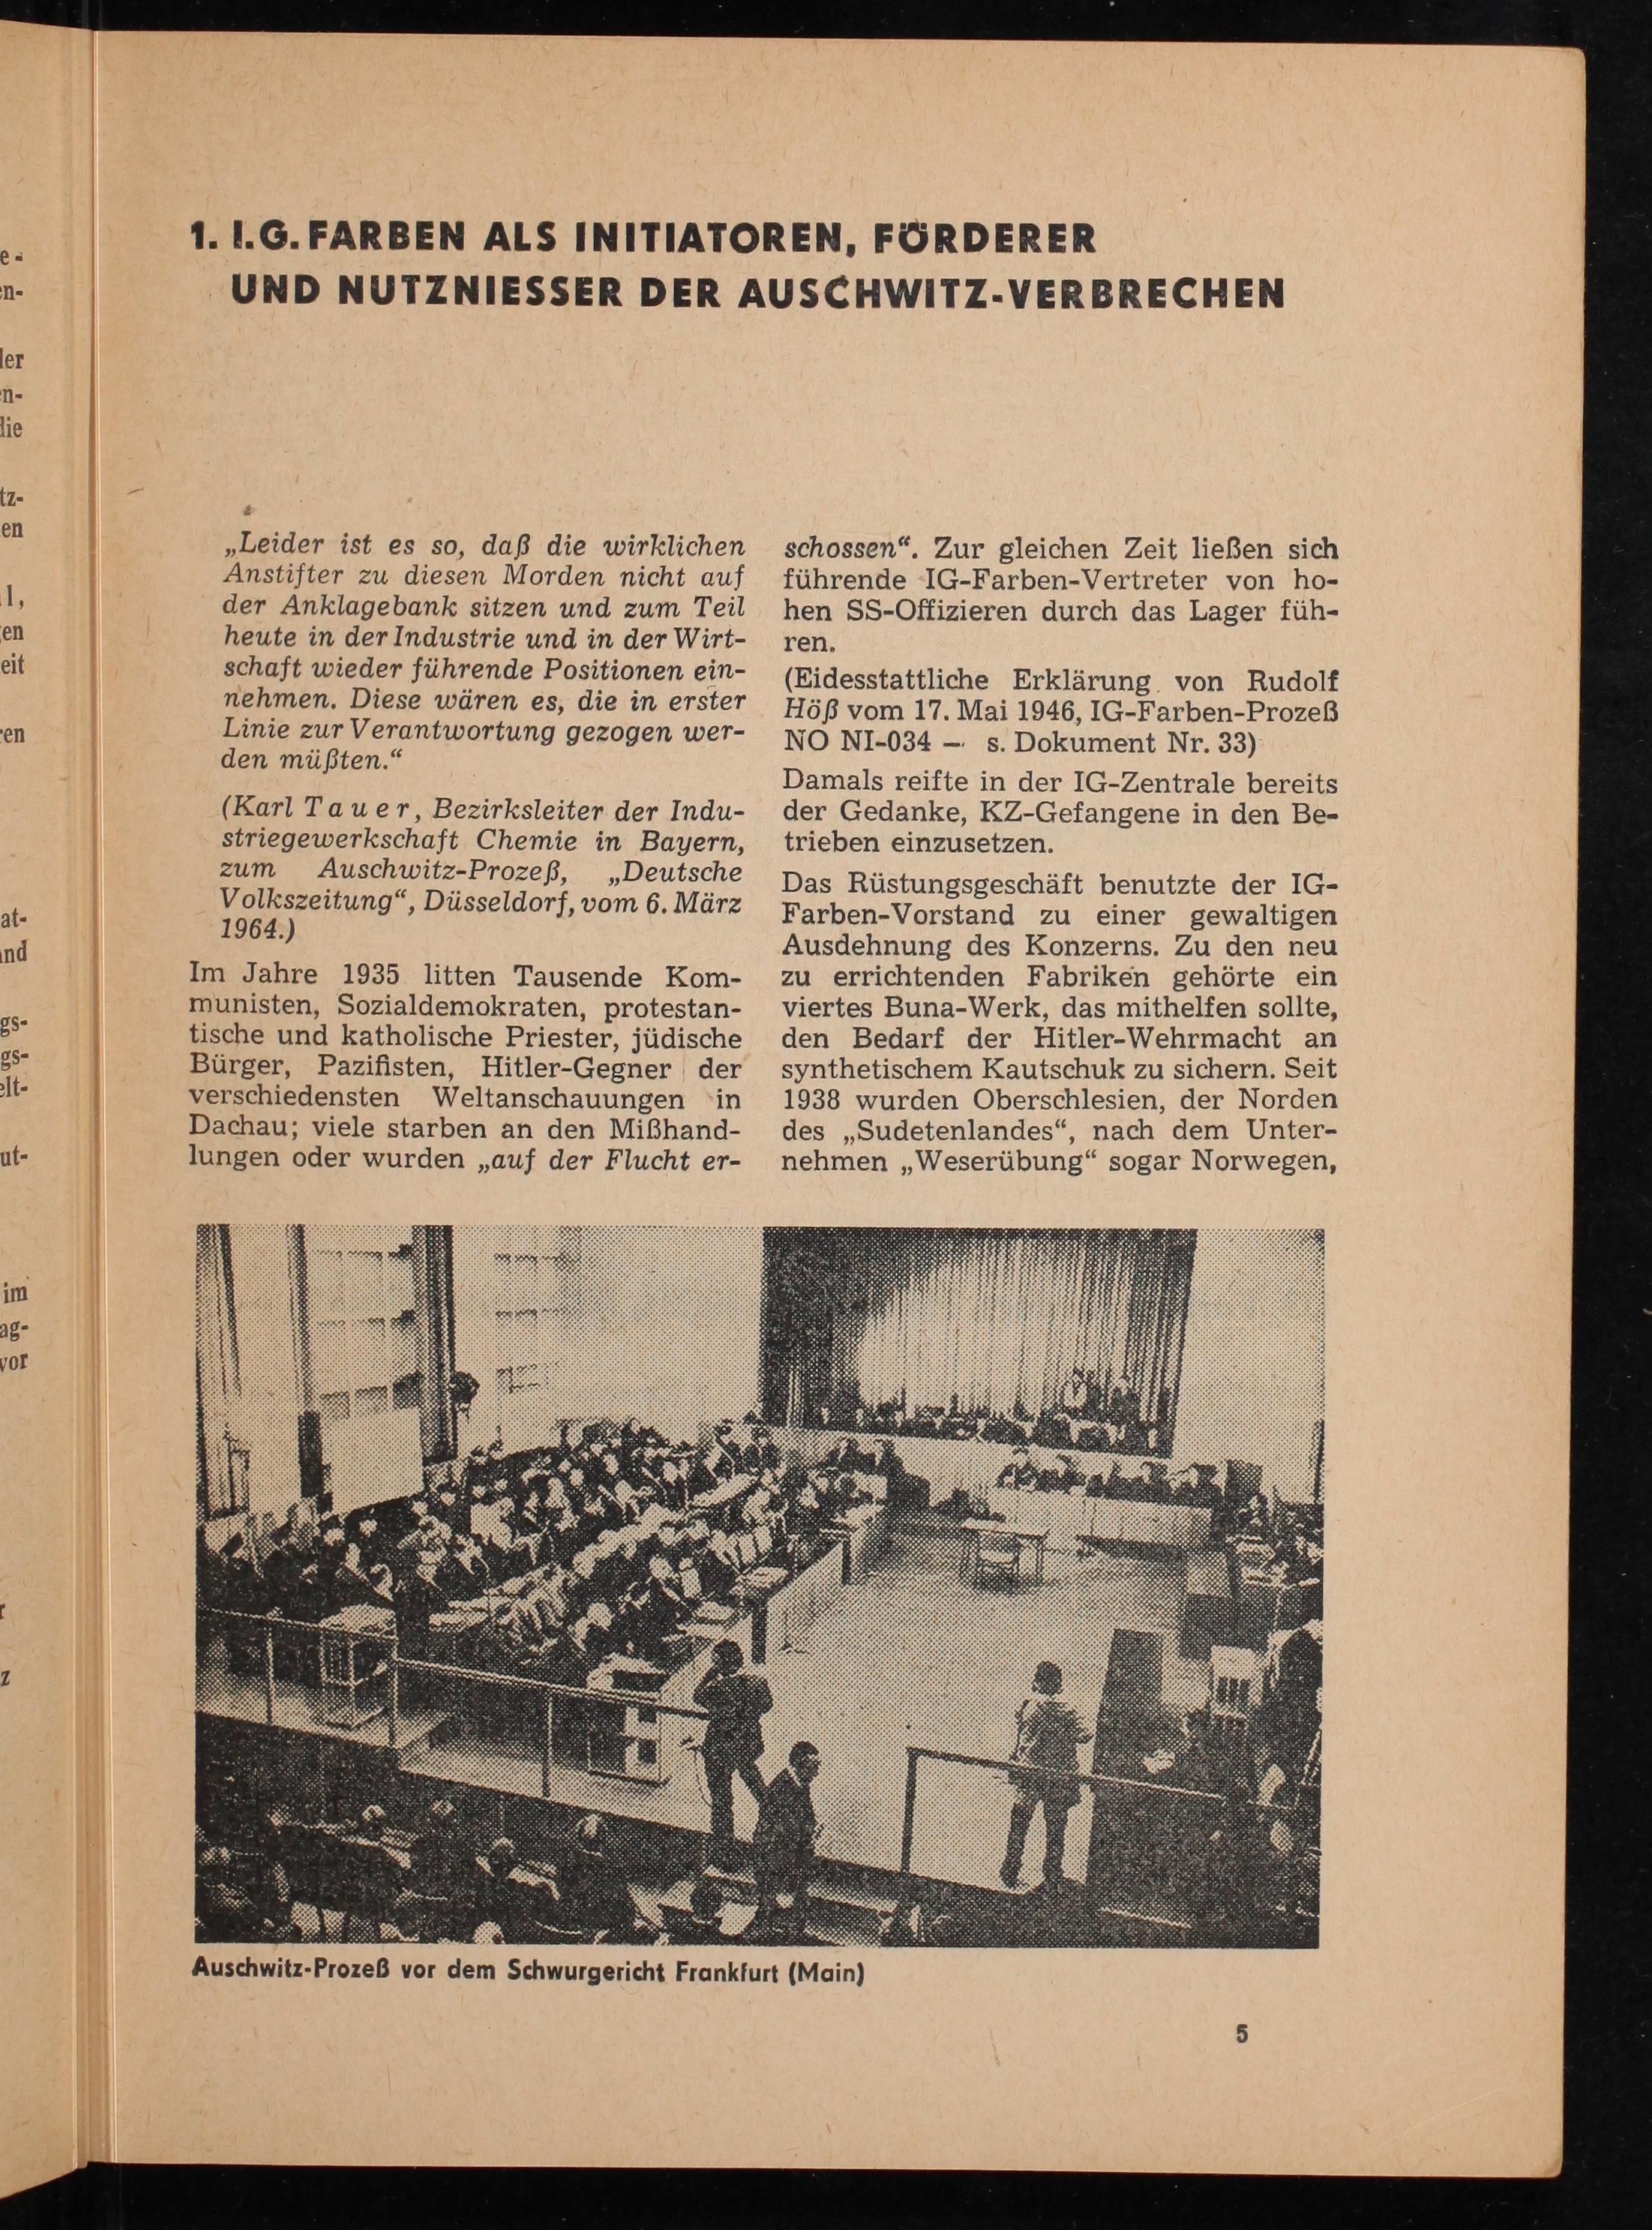 1. I.G. FARBEN ALS INITIATOREN, FÖRDERER
UND NUTZNIESSER DER AUSCHWITZ-VERBRECHEN
„Leider ist es so, daß die wirklichen
Anstifter zu diesen Morden nicht auf
der Anklagebank sitzen und zum Teil
heute in der Industrie und in der Wirt-
schaft wieder führende Positionen ein-
nehmen. Diese wären es, die in erster
Linie zur Verantwortung gezogen wer-
den müßten.“
(Karl Tauer, Bezirksleiter der Indu-
striegewerkschaft Chemie in Bayern,
zum Auschwitz-Prozeß, „Deutsche
Volkszeitung“, Düsseldorf, vom 6. März
1964.)
Im Jahre 1935 litten Tausende Kom-
munisten, Sozialdemokraten, protestan-
tische und katholische Priester, jüdische
Bürger, Pazifisten, Hitler-Gegner der
verschiedensten Weltanschauungen in
Dachau; viele starben an den Mißhand-
lungen oder wurden „auf der Flucht er-
schossen“. Zur gleichen Zeit ließen sich
führende IG-Farben-Vertreter von ho-
hen SS-Offizieren durch das Lager füh-
ren.
(Eidesstattliche Erklärung von Rudolf
Höß vom 17. Mai 1946, IG-Farben-Prozeß
NO NI-034 — s. Dokument Nr. 33)
Damals reifte in der IG-Zentrale bereits
der Gedanke, KZ-Gefangene in den Be-
trieben einzusetzen.
Das Rüstungsgeschäft benutzte der IG-
Farben-Vorstand zu einer gewaltigen
Ausdehnung des Konzerns. Zu den neu
zu errichtenden Fabriken gehörte ein
viertes Buna-Werk, das mithelfen sollte,
den Bedarf der Hitler-Wehrmacht an
synthetischem Kautschuk zu sichern. Seit
1938 wurden Oberschlesien, der Norden
des „Sudetenlandes“, nach dem Unter-
nehmen „Weserübung“ sogar Norwegen,
Auschwitz-Prozeß vor dem Schwurgericht Frankfurt (Main)
5